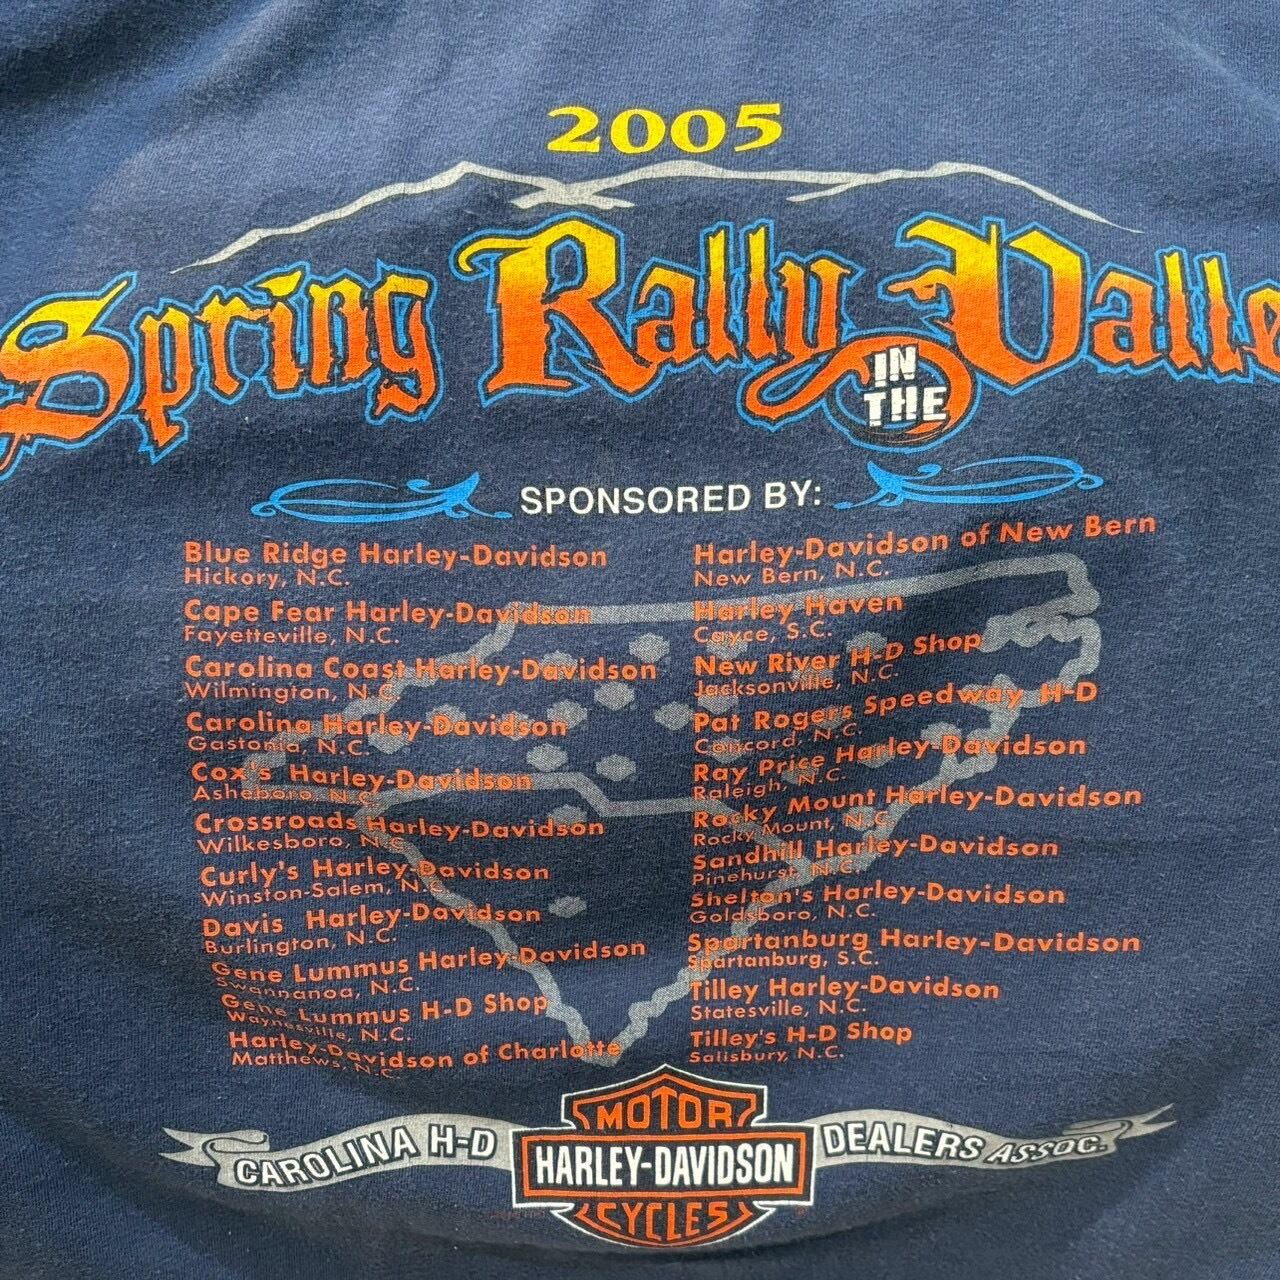 2005
Spring Rally IN THE Valle
SPONSORED BY:
Blue Ridge Harley-Davidson
Hickory, N.C.
Cape Fear Harley-Davidson
Fayetteville, N.C.
Carolina Coast Harley-Davidson
Wilmington, N.C.
Carolina Harley-Davidson
Gastonia, N.C.
Cox's Harley-Davidson
Asheboro, N.C.
Crossroads Harley-Davidson
Wilkesboro, N.C.
Curly's Harley-Davidson
Winston-Salem, N.C.
Davis Harley-Davidson
Burlington, N.C.
Gene Lummus Harley-Davidson
Swannanoa, N.C.
Gene Lummus H-D Shop
Waynesville, N.C.
Harley-Davidson of Charlotte
Matthews, N.C.
Harley-Davidson of New Bern
New Bern, N.C.
Harley Haven
Cayce, S.C.
New River H-D Shop
Jacksonville, N.C.
Pat Rogers Speedway H-D
Concord, N.C.
Ray Price Harley-Davidson
Raleigh, N.C.
Rocky Mount Harley-Davidson
Rocky Mount, N.C.
Sandhill Harley-Davidson
Pinehurst, N.C.
Shelton's Harley-Davidson
Goldsboro, N.C.
Spartanburg Harley-Davidson
Spartanburg, S.C.
Tilley Harley-Davidson
Statesville, N.C.
Tilley's H-D Shop
Salisbury, N.C.
MOTOR
CAROLINA H-D HARLEY-DAVIDSON DEALERS ASSOC.
CYCLES